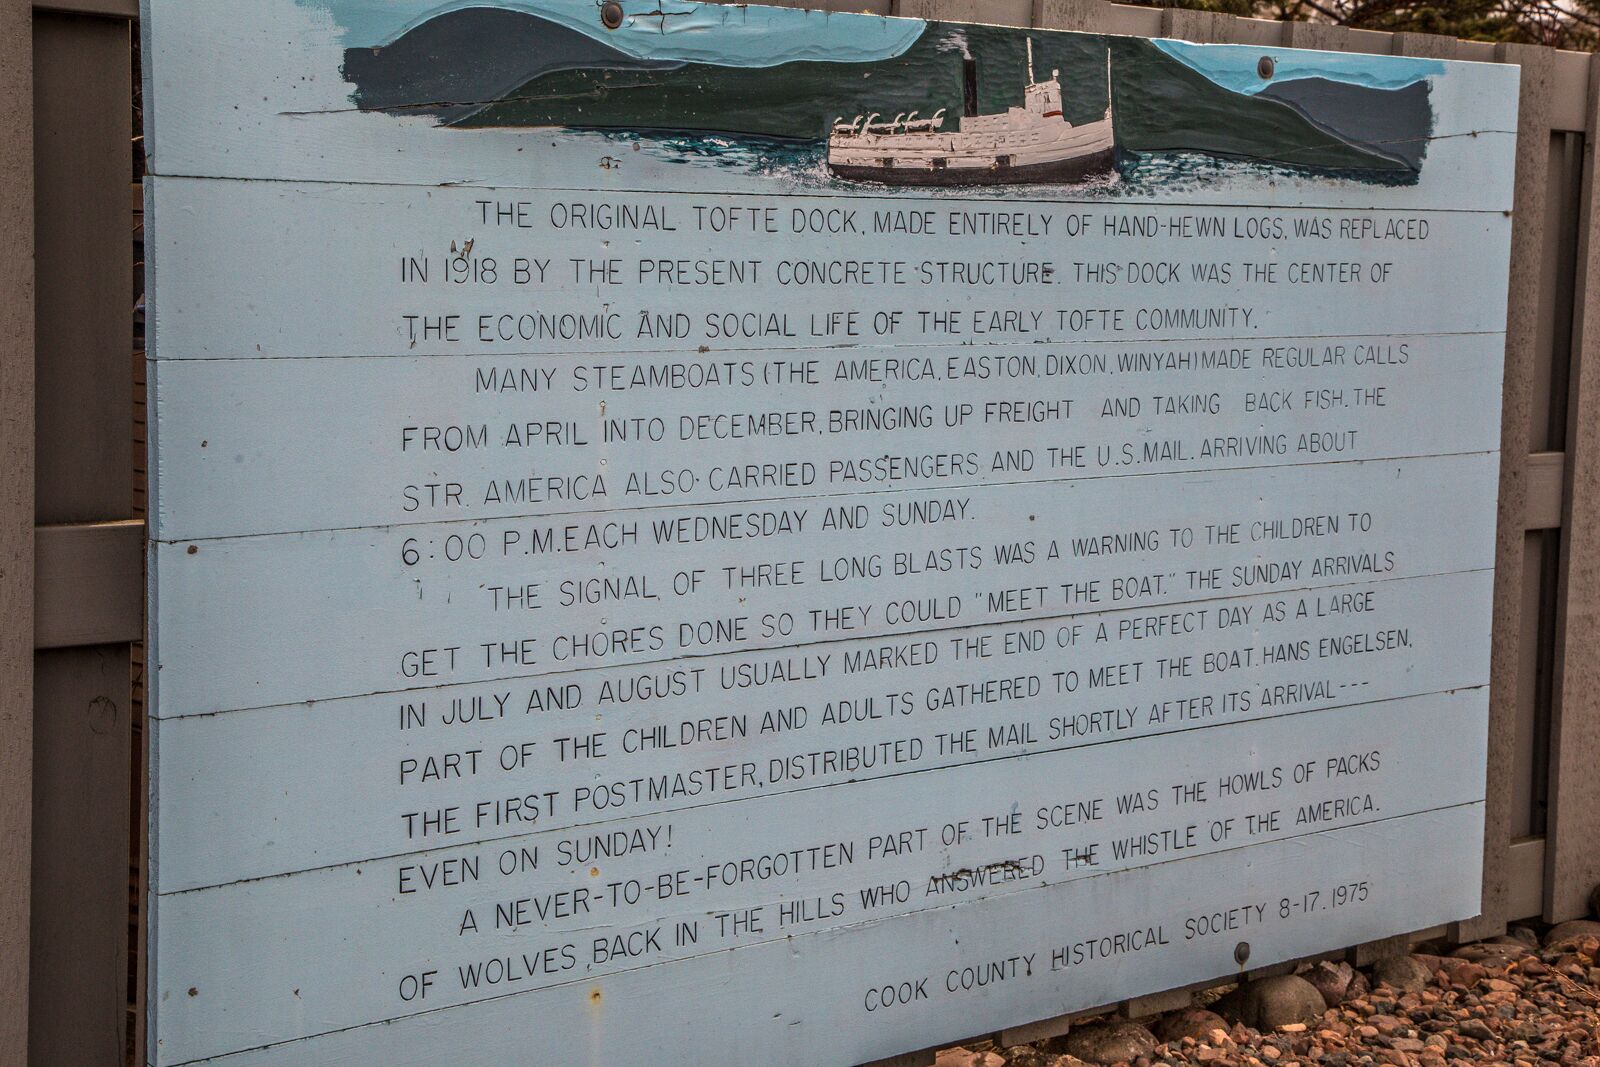 THE ORIGINAL TOFTE DOCK, MADE ENTIRELY OF HAND-HEWN LOGS, WAS REPLACED
IN 1918 BY THE PRESENT CONCRETE STRUCTURE. THIS DOCK WAS THE CENTER OF
THE ECONOMIC AND SOCIAL LIFE OF THE EARLY TOFTE COMMUNITY.
MANY STEAMBOATS (THE AMERICA, EASTON, DIXON, WINYAH) MADE REGULAR CALLS
FROM APRIL INTO DECEMBER, BRINGING UP FREIGHT AND TAKING BACK FISH. THE
STR. AMERICA ALSO CARRIED PASSENGERS AND THE U.S. MAIL. ARRIVING ABOUT
6:00 P.M. EACH WEDNESDAY AND SUNDAY.
THE SIGNAL OF THREE LONG BLASTS WAS A WARNING TO THE CHILDREN TO
GET THE CHORES DONE SO THEY COULD "MEET THE BOAT." THE SUNDAY ARRIVALS
IN JULY AND AUGUST USUALLY MARKED THE END OF A PERFECT DAY AS A LARGE
PART OF THE CHILDREN AND ADULTS GATHERED TO MEET THE BOAT. HANS ENGELSEN,
THE FIRST POSTMASTER, DISTRIBUTED THE MAIL SHORTLY AFTER ITS ARRIVAL---
EVEN ON SUNDAY!
A NEVER-TO-BE-FORGOTTEN PART OF THE SCENE WAS THE HOWLS OF PACKS
OF WOLVES, BACK IN THE HILLS WHO ANSWERED THE WHISTLE OF THE AMERICA.
COOK COUNTY HISTORICAL SOCIETY 8-17.1975